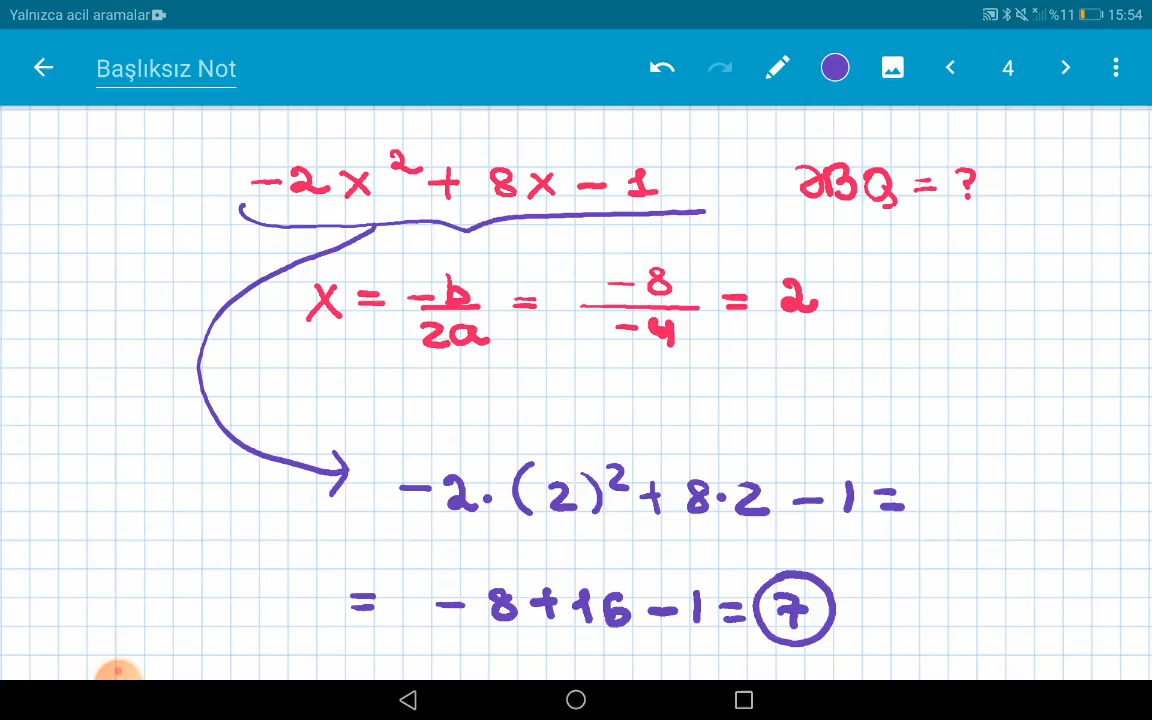 Yalnızca acil aramalar %11 15:54
Başlıksız Not 4
-2x² + 8x - 1 ƏBQ = ?
X = -b/2a = -8/-4 = 2
-2·(2)² + 8·2 - 1 =
= -8 + 16 - 1 = 7